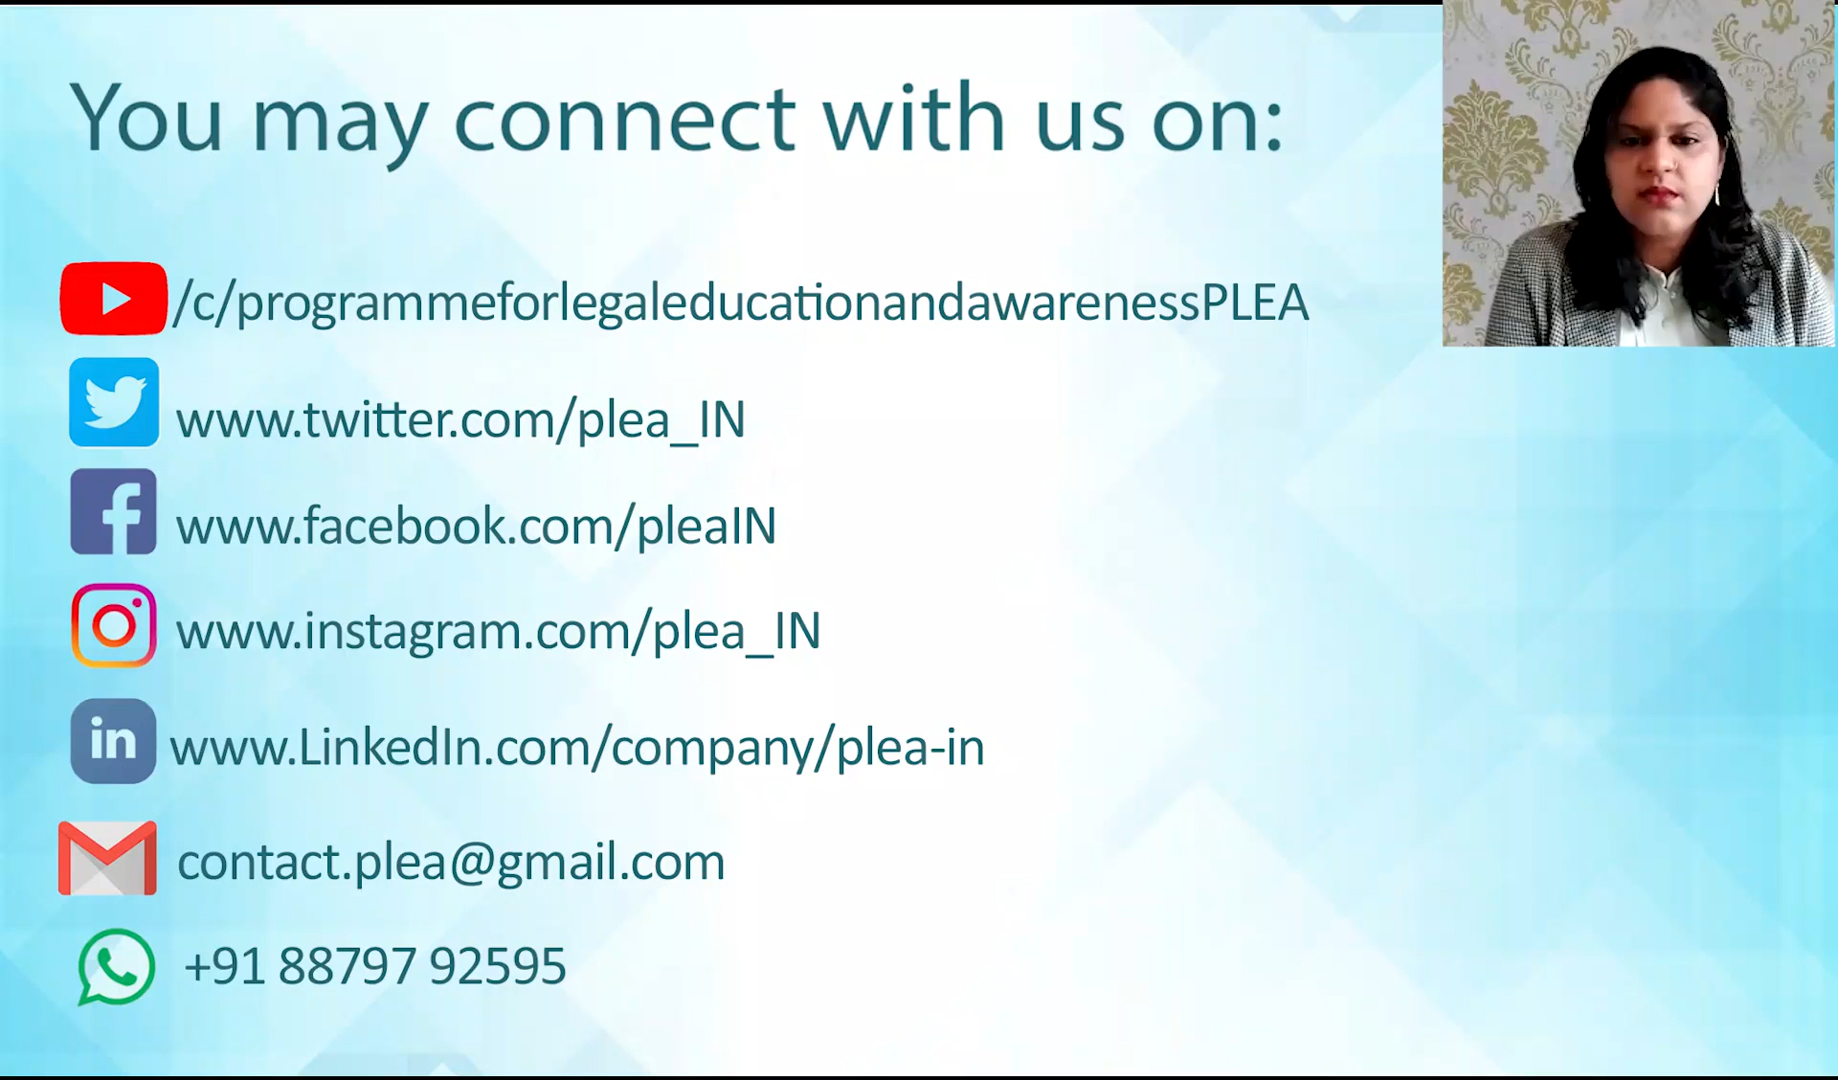 You may connect with us on:
/c/programmeforlegaleducationandawarenessPLEA
www.twitter.com/plea_IN
www.facebook.com/pleaIN
www.instagram.com/plea_IN
in www.LinkedIn.com/company/plea-in
contact.plea@gmail.com
+91 88797 92595